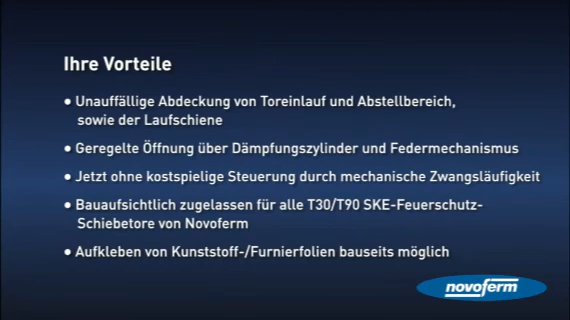 Ihre Vorteile
● Unauffällige Abdeckung von Toreinlauf und Abstellbereich,
sowie der Laufschiene
● Geregelte Öffnung über Dämpfungszylinder und Federmechanismus
● Jetzt ohne kostspielige Steuerung durch mechanische Zwangsläufigkeit
● Bauaufsichtlich zugelassen für alle T30/T90 SKE-Feuerschutz-
Schiebetore von Novoferm
● Aufkleben von Kunststoff-/Furnierfolien bauseits möglich
novoferm